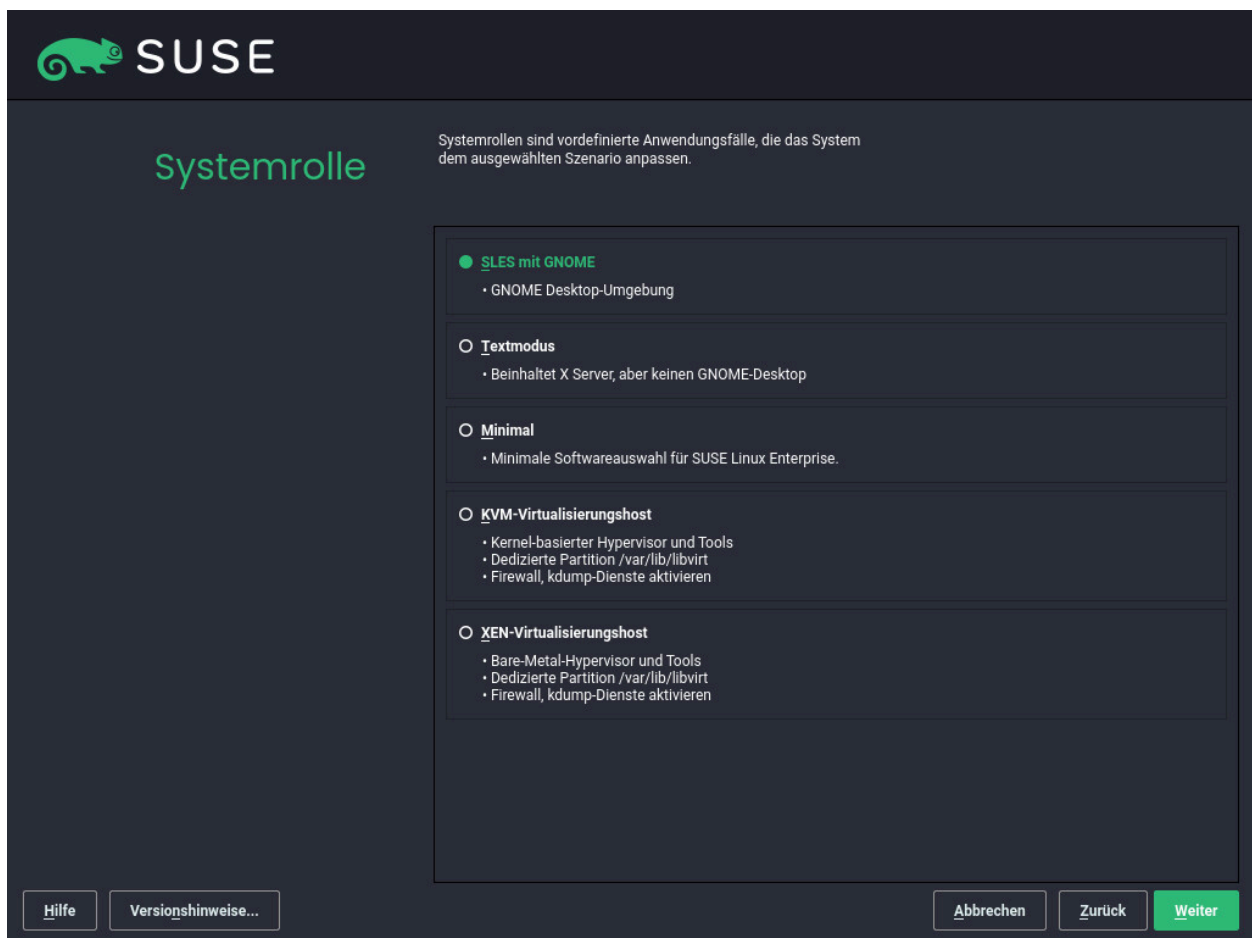 SUSE
Systemrolle
Systemrollen sind vordefinierte Anwendungsfälle, die das System
dem ausgewählten Szenario anpassen.
SLES mit GNOME
• GNOME Desktop-Umgebung
Textmodus
• Beinhaltet X Server, aber keinen GNOME-Desktop
Minimal
• Minimale Softwareauswahl für SUSE Linux Enterprise.
KVM-Virtualisierungshost
• Kernel-basierter Hypervisor und Tools
• Dedizierte Partition /var/lib/libvirt
• Firewall, kdump-Dienste aktivieren
XEN-Virtualisierungshost
• Bare-Metal-Hypervisor und Tools
• Dedizierte Partition /var/lib/libvirt
• Firewall, kdump-Dienste aktivieren
Hilfe Versionshinweise... Abbrechen Zurück Weiter